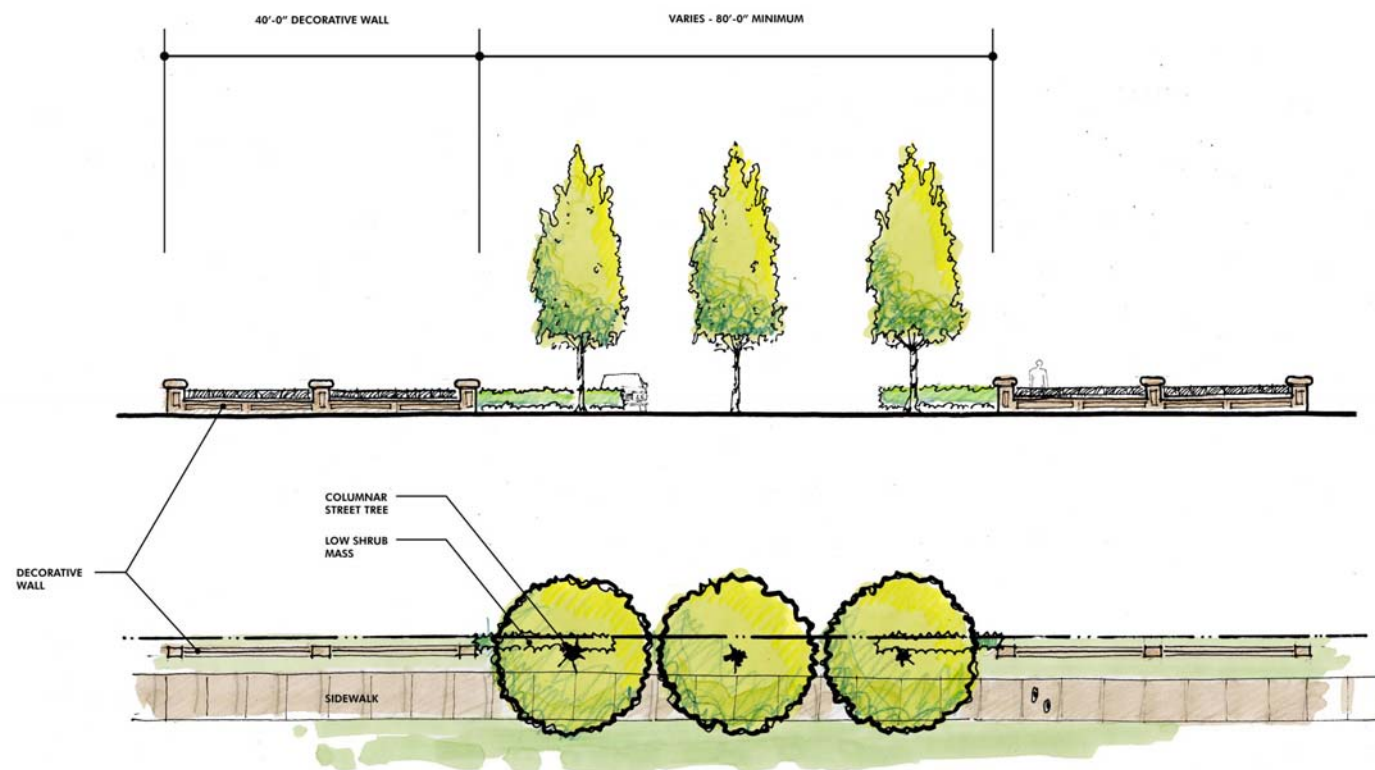 40'-0" DECORATIVE WALL
VARIES - 80'-0" MINIMUM
COLUMNAR
STREET TREE
LOW SHRUB
MASS
DECORATIVE
WALL
SIDEWALK